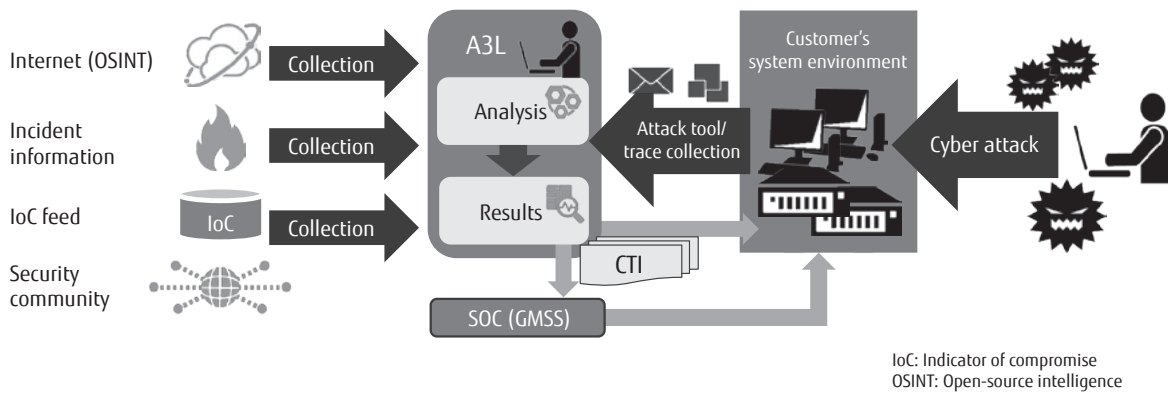 Internet (OSINT)
Collection
Incident
information
Collection
IoC feed
IoC
Collection
Security
community
A3L
Analysis
Results
CTI
SOC (GMSS)
Attack tool/
trace collection
Customer's
system environment
Cyber attack
IoC: Indicator of compromise
OSINT: Open-source intelligence